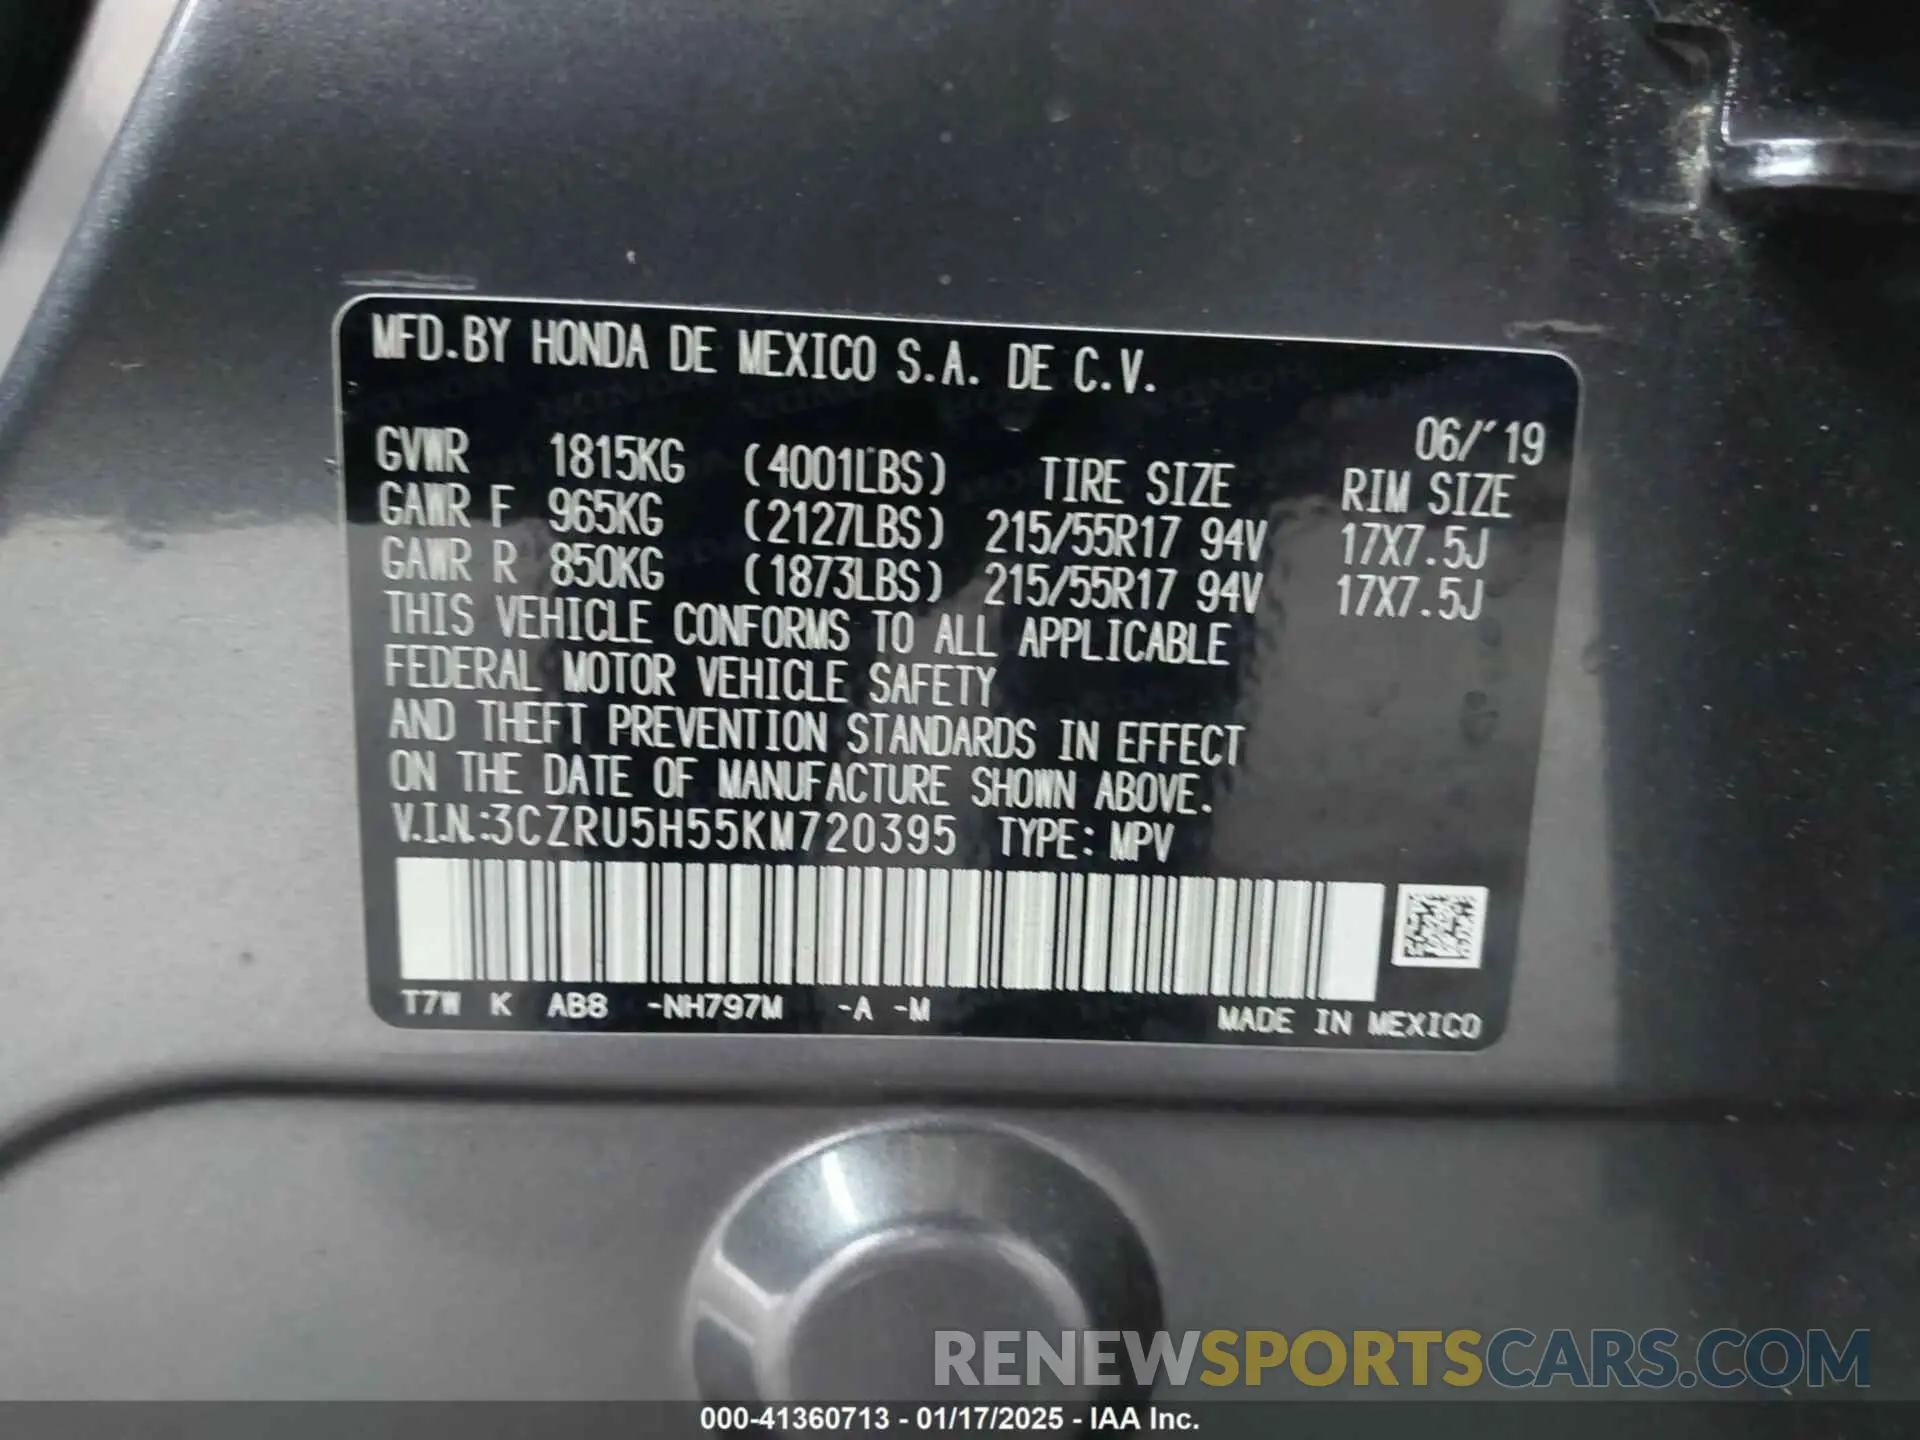 MFD.BY HONDA DE MEXICO S.A. DE C.V.
06/'19
GVWR 1815KG (4001LBS) TIRE SIZE RIM SIZE
GAWR F 965KG (2127LBS) 215/55R17 94V 17X7.5J
GAWR R 850KG (1873LBS) 215/55R17 94V 17X7.5J
THIS VEHICLE CONFORMS TO ALL APPLICABLE
FEDERAL MOTOR VEHICLE SAFETY
AND THEFT PREVENTION STANDARDS IN EFFECT
ON THE DATE OF MANUFACTURE SHOWN ABOVE.
V.I.N.:3CZRU5H55KM720395 TYPE: MPV
T7W K AB8 -NH797M -A -M MADE IN MEXICO
RENEWSPORTSCARS.COM
000-41360713 - 01/17/2025 - IAA Inc.